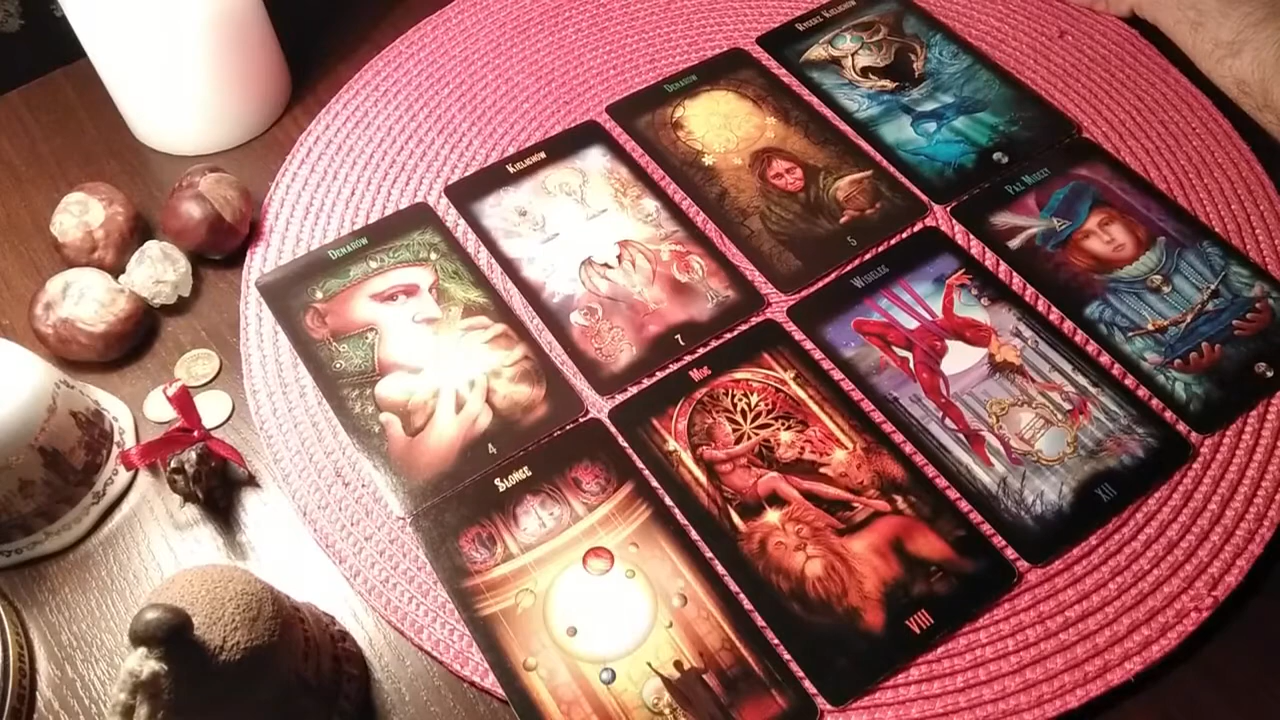 Rycerz Kielichów
Denarów
5
Kielichów
7
Denarów
4
Paź Mieczy
Wisielec
XII
Moc
VIII
Słońce